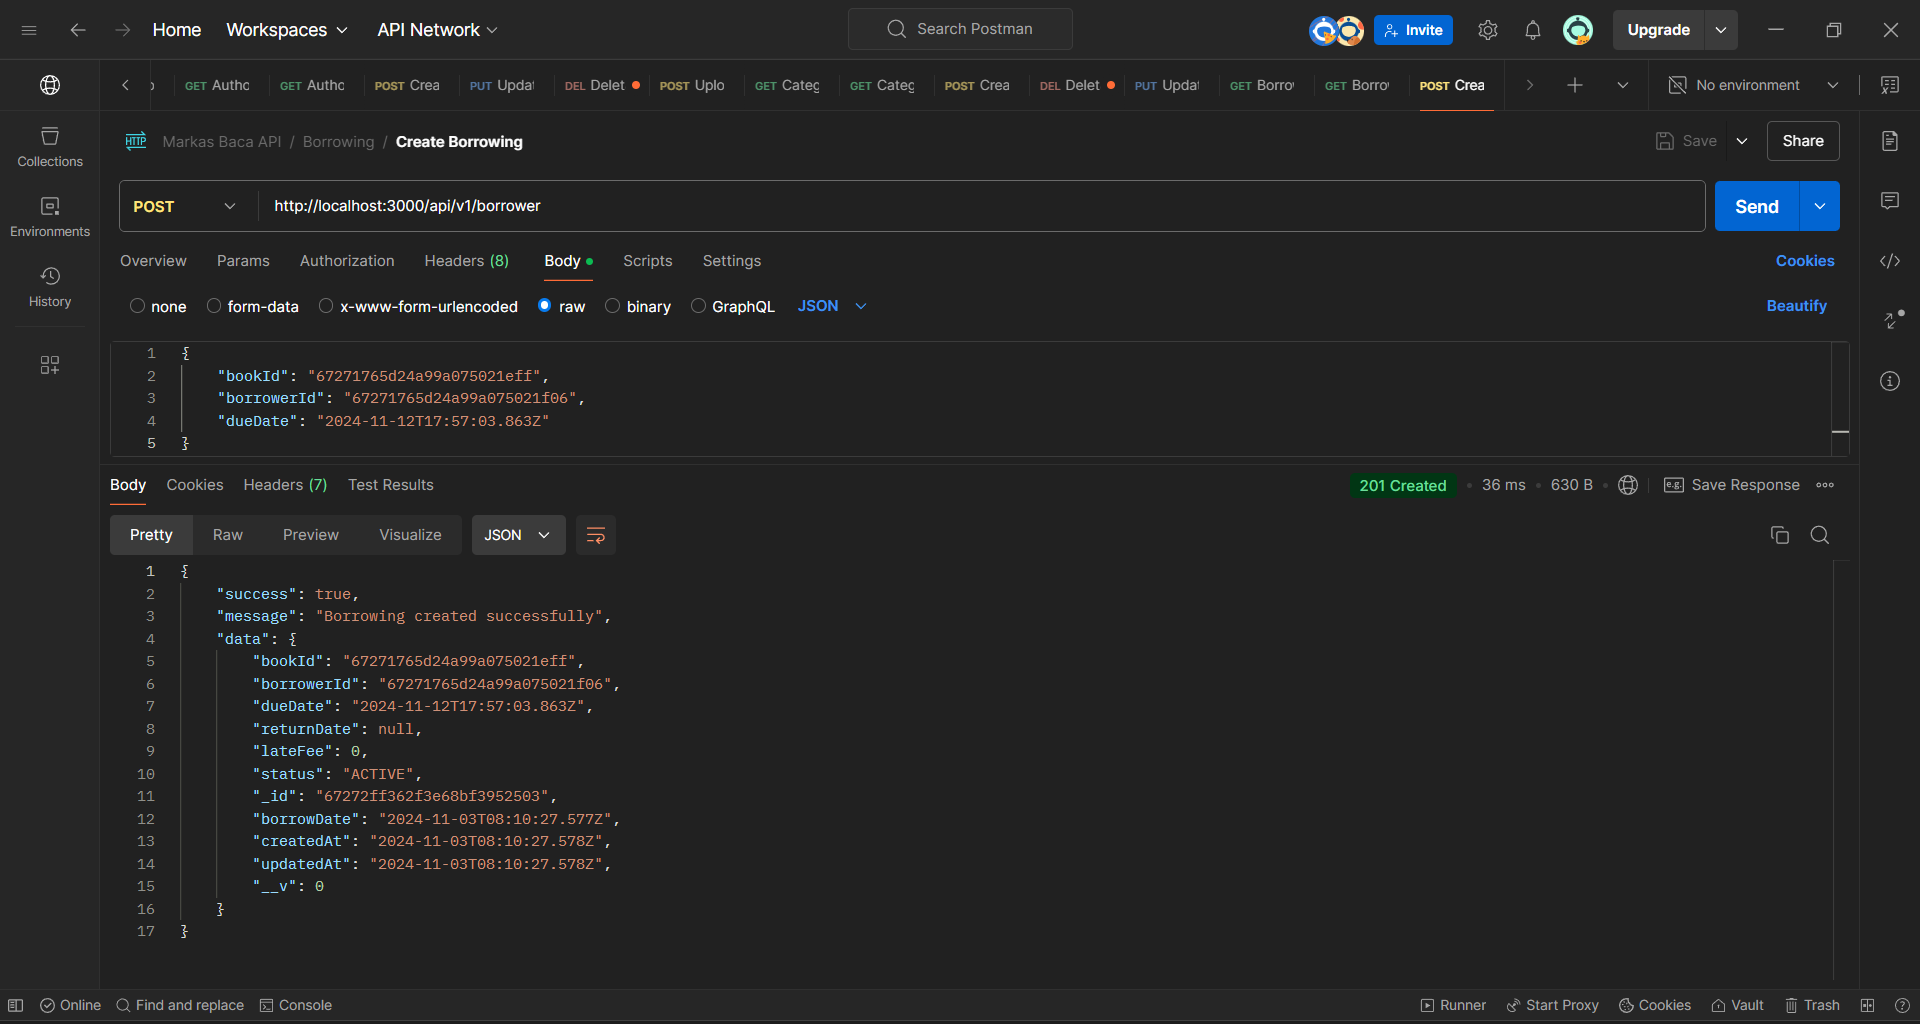 Home Workspaces API Network Search Postman Invite Upgrade
GET Autho GET Autho POST Crea PUT Updat DEL Delet POST Uplo GET Categ GET Categ POST Crea DEL Delet PUT Updat GET Borro GET Borro POST Crea No environment
HTTP Markas Baca API / Borrowing / Create Borrowing Save Share
POST http://localhost:3000/api/v1/borrower Send
Collections
Environments
History
Overview Params Authorization Headers (8) Body Scripts Settings Cookies
none form-data x-www-form-urlencoded raw binary GraphQL JSON Beautify
1 {
2 "bookId": "67271765d24a99a075021eff",
3 "borrowerId": "67271765d24a99a075021f06",
4 "dueDate": "2024-11-12T17:57:03.863Z"
5 }
Body Cookies Headers (7) Test Results 201 Created 36 ms 630 B e.g. Save Response
Pretty Raw Preview Visualize JSON
1 {
2 "success": true,
3 "message": "Borrowing created successfully",
4 "data": {
5 "bookId": "67271765d24a99a075021eff",
6 "borrowerId": "67271765d24a99a075021f06",
7 "dueDate": "2024-11-12T17:57:03.863Z",
8 "returnDate": null,
9 "lateFee": 0,
10 "status": "ACTIVE",
11 "_id": "67272ff362f3e68bf3952503",
12 "borrowDate": "2024-11-03T08:10:27.577Z",
13 "createdAt": "2024-11-03T08:10:27.578Z",
14 "updatedAt": "2024-11-03T08:10:27.578Z",
15 "__v": 0
16 }
17 }
Online Find and replace Console Runner Start Proxy Cookies Vault Trash